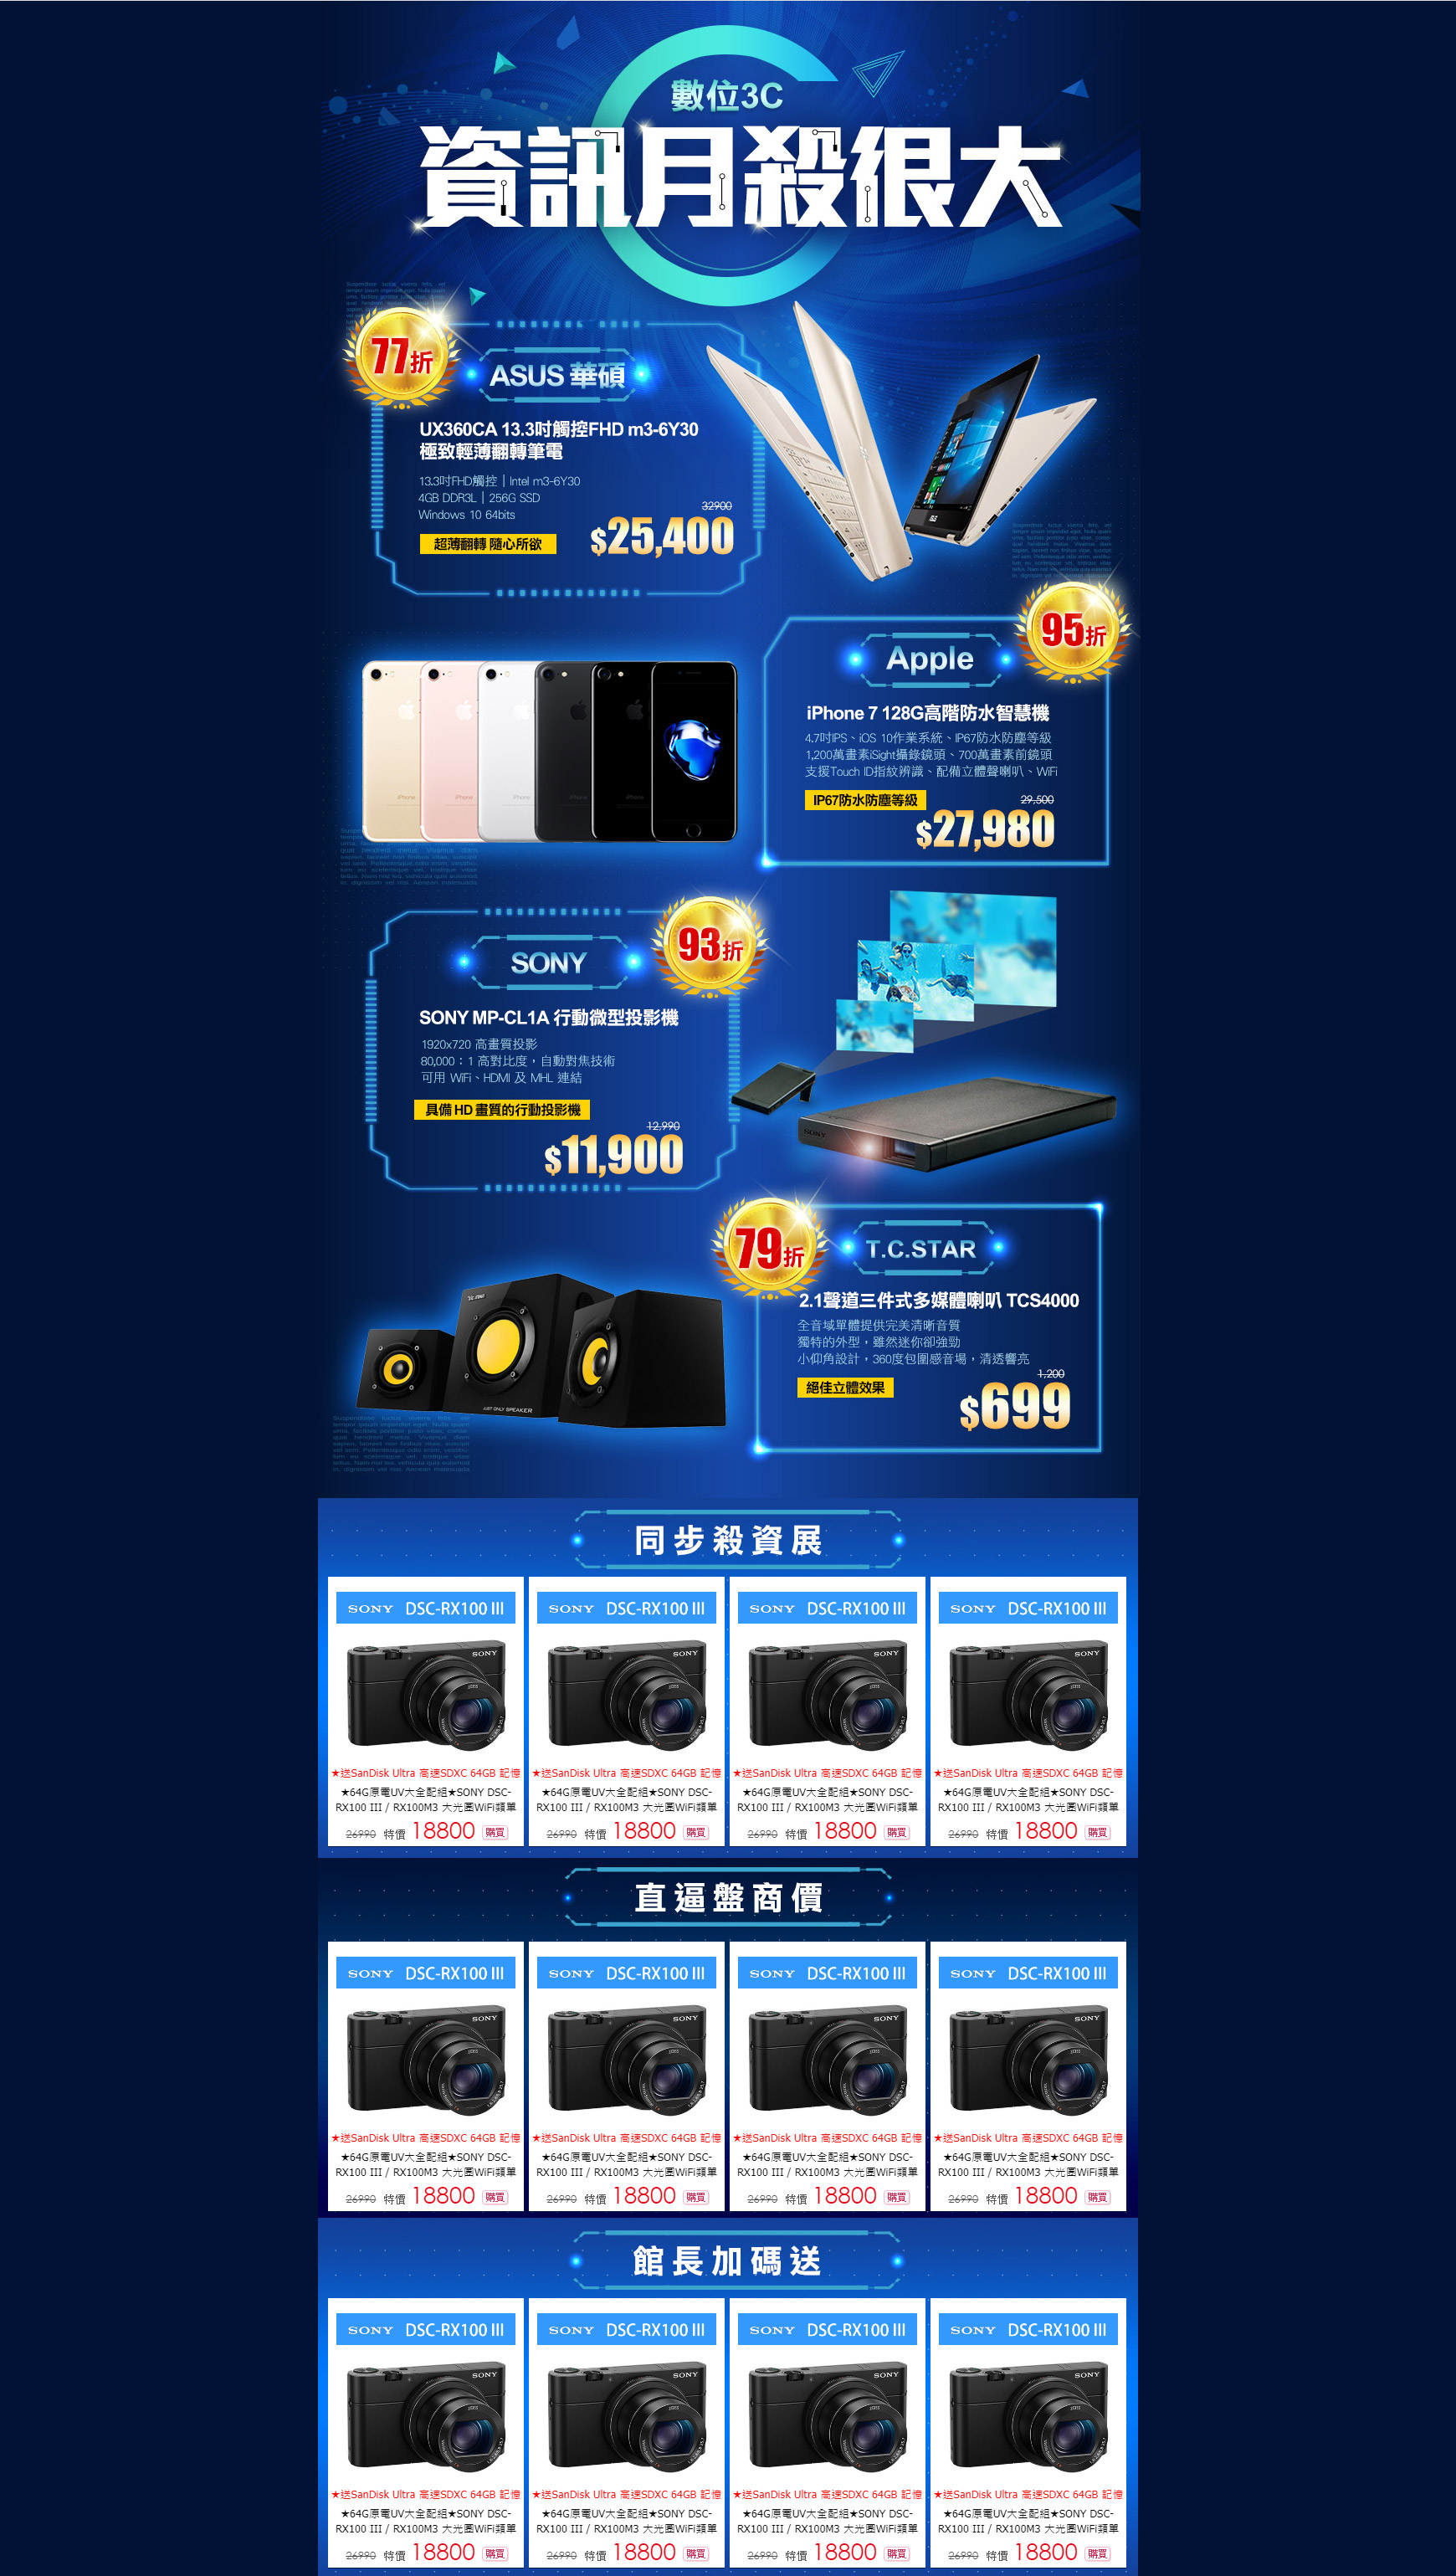 數位3C
資訊月殺很大
77折
ASUS 華碩
UX360CA 13.3吋觸控FHD m3-6Y30
極致輕薄翻轉筆電
13.3吋FHD觸控 | Intel m3-6Y30
4GB DDR3L | 256G SSD
Windows 10 64bits
32900
超薄翻轉 隨心所欲
$25,400
95折
Apple
iPhone 7 128G高階防水智慧機
4.7吋IPS、iOS 10作業系統、IP67防水防塵等級
1,200萬畫素iSight攝錄鏡頭、700萬畫素前鏡頭
支援Touch ID指紋辨識、配備立體聲喇叭、WiFi
IP67防水防塵等級
29,500
$27,980
93折
SONY
SONY MP-CL1A 行動微型投影機
1920x720 高畫質投影
80,000：1 高對比度，自動對焦技術
可用 WiFi、HDMI 及 MHL 連結
具備 HD 畫質的行動投影機
12,990
$11,900
SONY
79折
T.C.STAR
2.1聲道三件式多媒體喇叭 TCS4000
全音域單體提供完美清晰音質
獨特的外型，雖然迷你卻強勁
小仰角設計，360度包圍感音場，清透響亮
1,200
絕佳立體效果
$699
JUST ONLY SPEAKER
同步殺資展
SONY DSC-RX100 III SONY DSC-RX100 III SONY DSC-RX100 III SONY DSC-RX100 III
SONY SONY SONY SONY
★送SanDisk Ultra 高速SDXC 64GB 記憶 ★送SanDisk Ultra 高速SDXC 64GB 記憶 ★送SanDisk Ultra 高速SDXC 64GB 記憶 ★送SanDisk Ultra 高速SDXC 64GB 記憶
★64G原電UV大全配組★SONY DSC- ★64G原電UV大全配組★SONY DSC- ★64G原電UV大全配組★SONY DSC- ★64G原電UV大全配組★SONY DSC-
RX100 III / RX100M3 大光圈WiFi類單 RX100 III / RX100M3 大光圈WiFi類單 RX100 III / RX100M3 大光圈WiFi類單 RX100 III / RX100M3 大光圈WiFi類單
26990 特價 18800 購買 26990 特價 18800 購買 26990 特價 18800 購買 26990 特價 18800 購買
直逼盤商價
SONY DSC-RX100 III SONY DSC-RX100 III SONY DSC-RX100 III SONY DSC-RX100 III
SONY SONY SONY SONY
★送SanDisk Ultra 高速SDXC 64GB 記憶 ★送SanDisk Ultra 高速SDXC 64GB 記憶 ★送SanDisk Ultra 高速SDXC 64GB 記憶 ★送SanDisk Ultra 高速SDXC 64GB 記憶
★64G原電UV大全配組★SONY DSC- ★64G原電UV大全配組★SONY DSC- ★64G原電UV大全配組★SONY DSC- ★64G原電UV大全配組★SONY DSC-
RX100 III / RX100M3 大光圈WiFi類單 RX100 III / RX100M3 大光圈WiFi類單 RX100 III / RX100M3 大光圈WiFi類單 RX100 III / RX100M3 大光圈WiFi類單
26990 特價 18800 購買 26990 特價 18800 購買 26990 特價 18800 購買 26990 特價 18800 購買
館長加碼送
SONY DSC-RX100 III SONY DSC-RX100 III SONY DSC-RX100 III SONY DSC-RX100 III
SONY SONY SONY SONY
★送SanDisk Ultra 高速SDXC 64GB 記憶 ★送SanDisk Ultra 高速SDXC 64GB 記憶 ★送SanDisk Ultra 高速SDXC 64GB 記憶 ★送SanDisk Ultra 高速SDXC 64GB 記憶
★64G原電UV大全配組★SONY DSC- ★64G原電UV大全配組★SONY DSC- ★64G原電UV大全配組★SONY DSC- ★64G原電UV大全配組★SONY DSC-
RX100 III / RX100M3 大光圈WiFi類單 RX100 III / RX100M3 大光圈WiFi類單 RX100 III / RX100M3 大光圈WiFi類單 RX100 III / RX100M3 大光圈WiFi類單
26990 特價 18800 購買 26990 特價 18800 購買 26990 特價 18800 購買 26990 特價 18800 購買